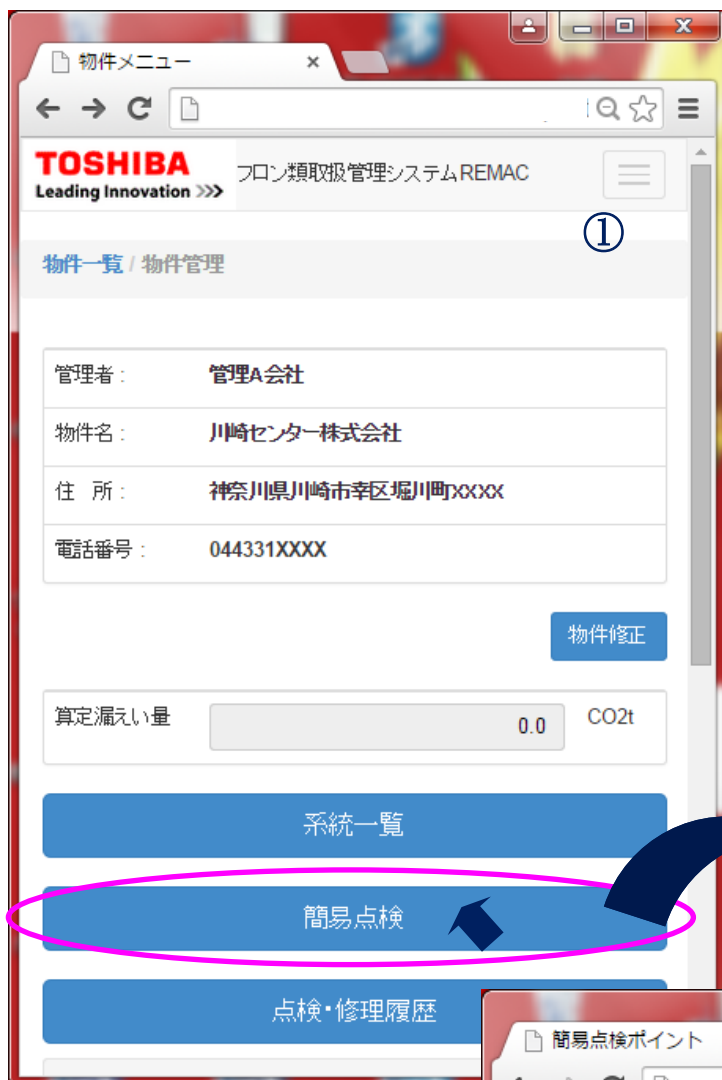 物件メニュー
TOSHIBA
Leading Innovation >>>
フロン類取扱管理システムREMAC
①
物件一覧 / 物件管理
管理者 : 管理A会社
物件名 : 川崎センター株式会社
住 所 : 神奈川県川崎市幸区堀川町XXXX
電話番号 : 044331XXXX
物件修正
算定漏えい量 0.0 CO2t
系統一覧
簡易点検
点検・修理履歴
簡易点検ポイント